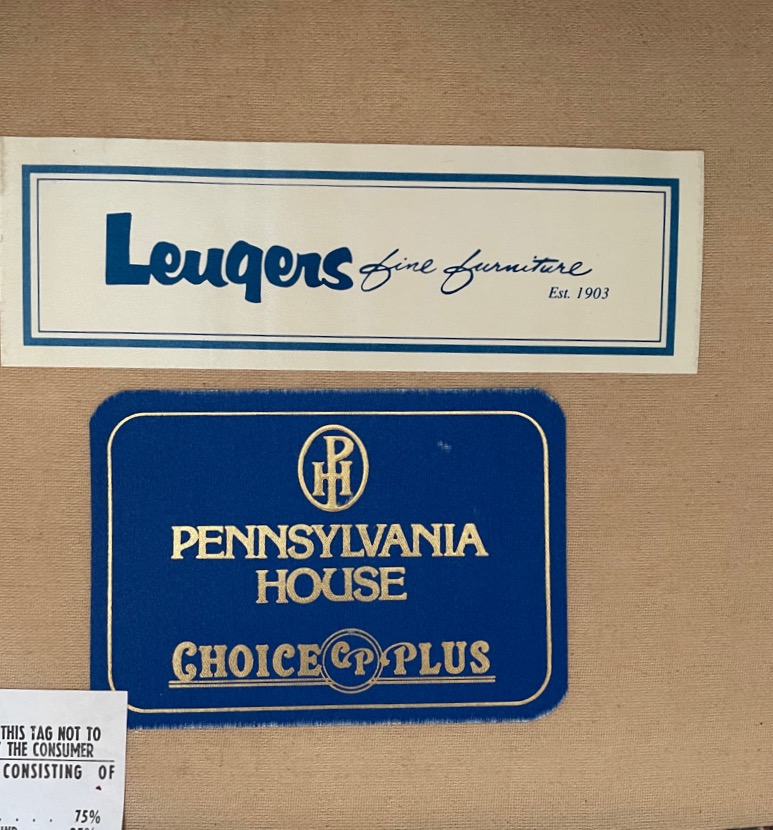 Leugers fine furniture
Est. 1903
PH
PENNSYLVANIA
HOUSE
CHOICE CP PLUS
THIS TAG NOT TO
THE CONSUMER
CONSISTING OF
. . . . 75%